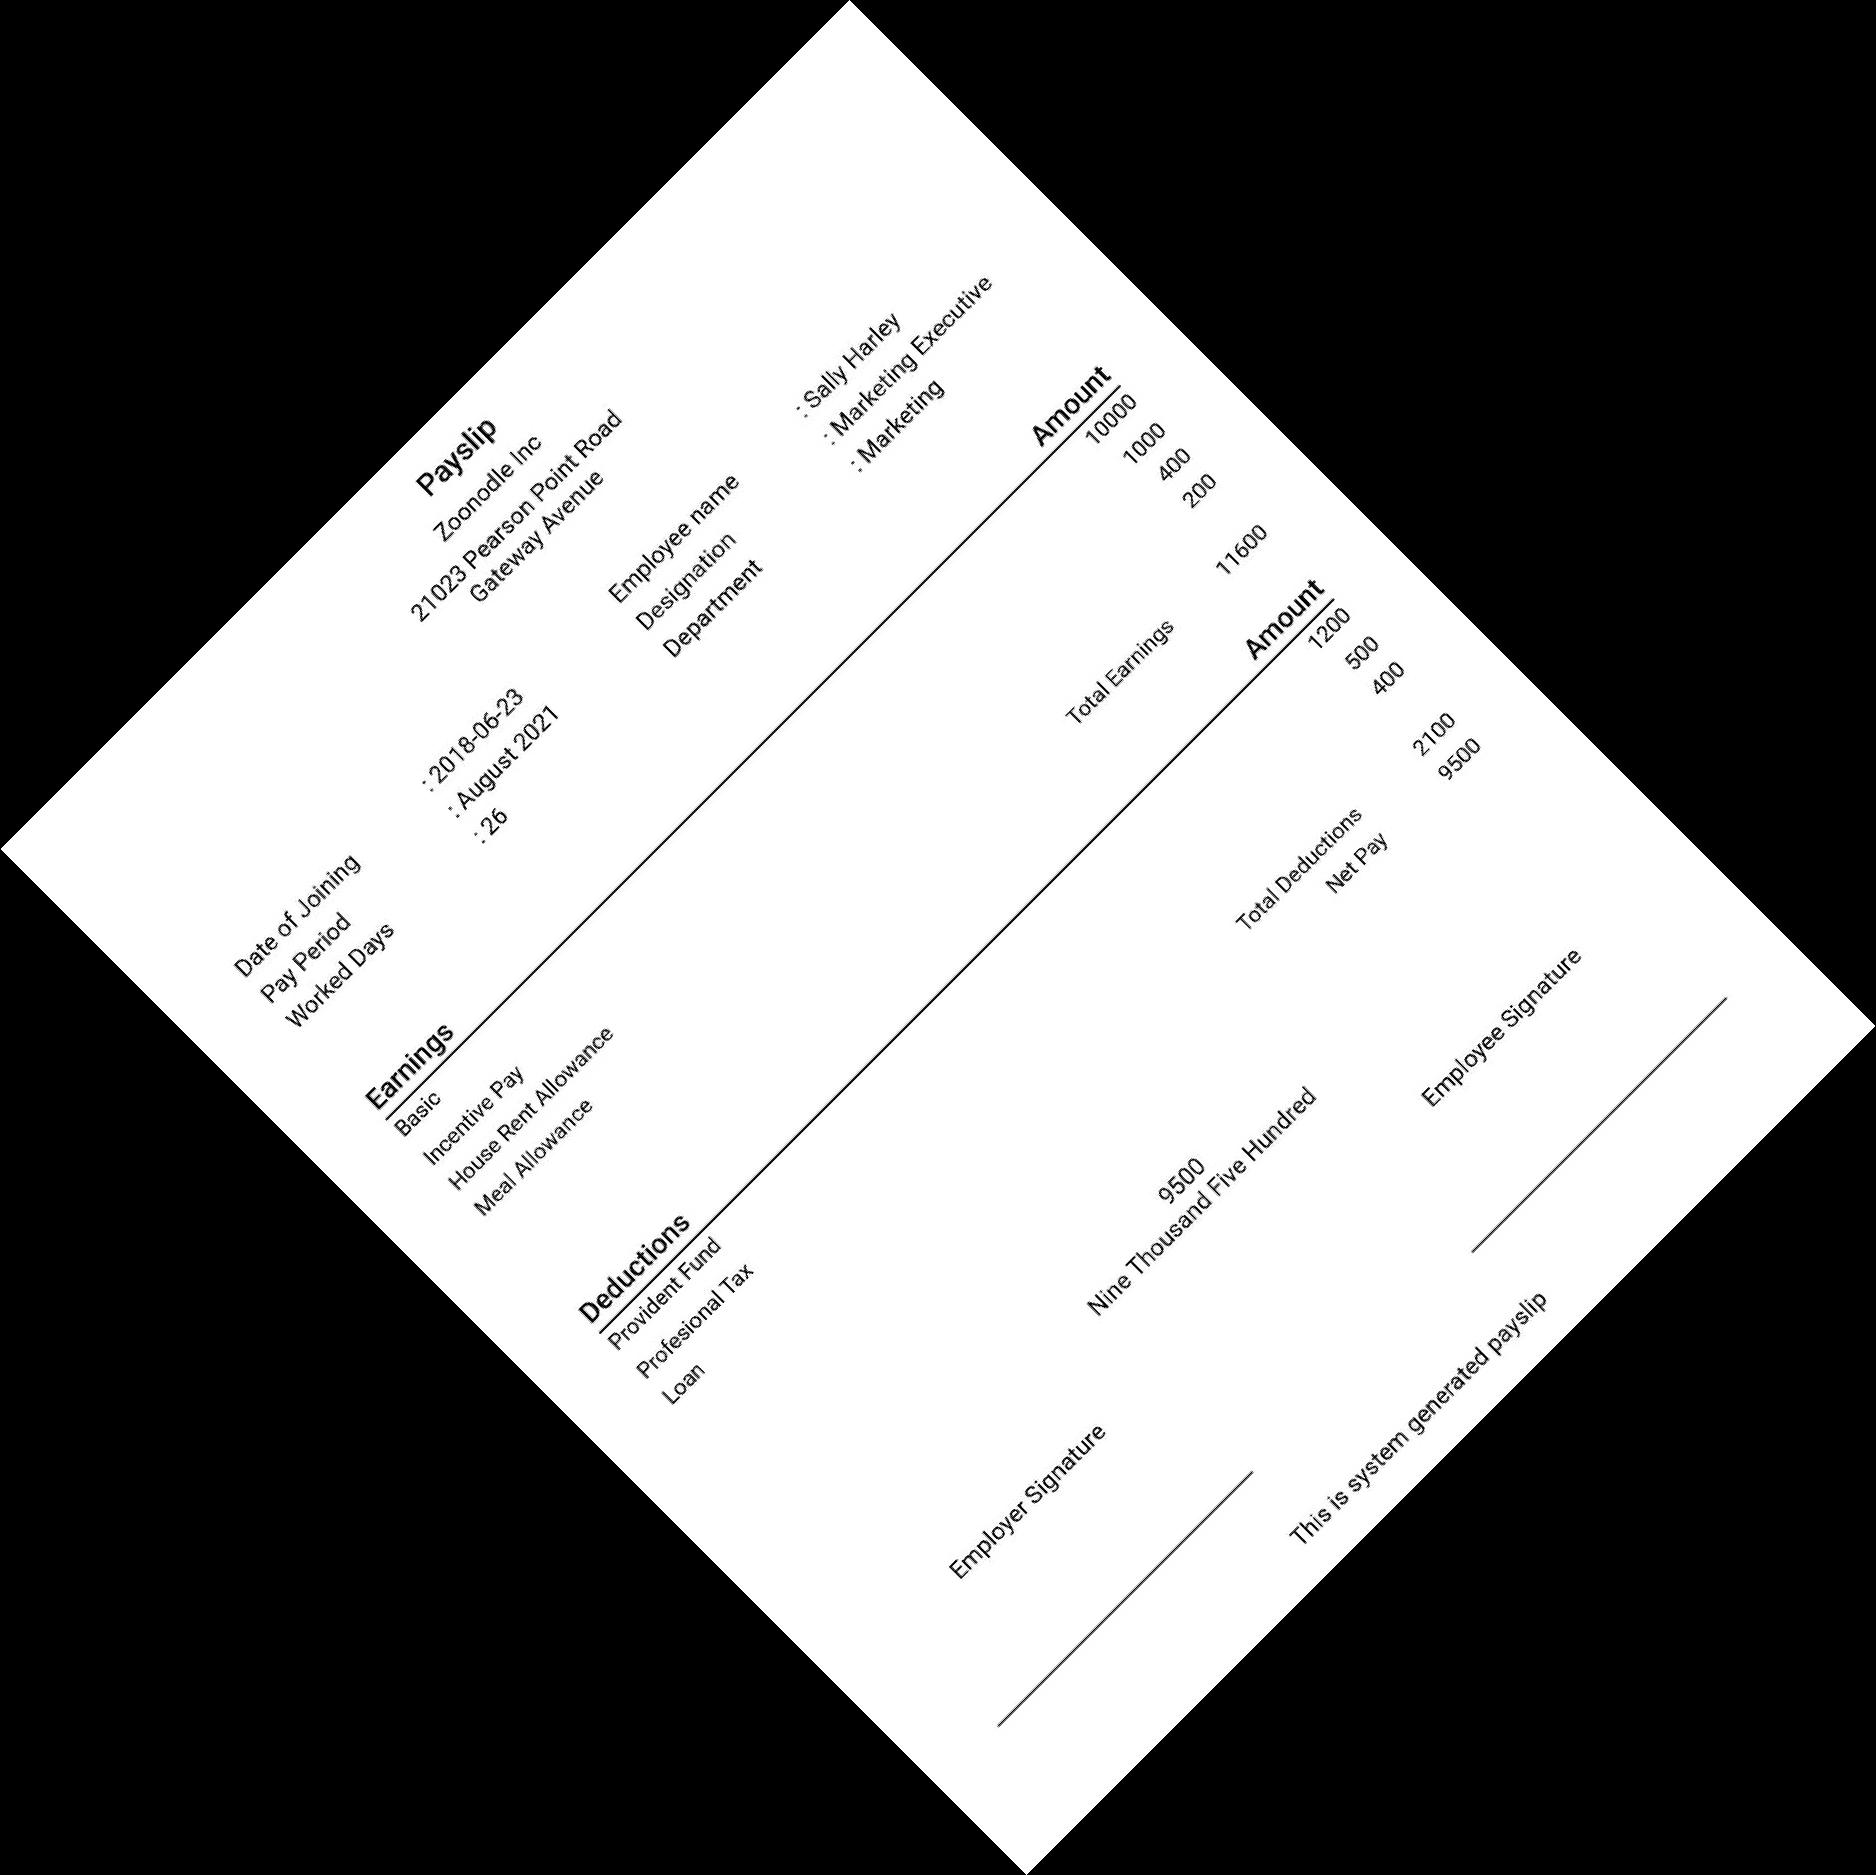 Payslip
Zoonodle Inc
21023 Pearson Point Road
Gateway Avenue
Date of Joining : 2018-06-23 Employee name : Sally Harley
Pay Period : August 2021 Designation : Marketing Executive
Worked Days : 26 Department : Marketing
Earnings Amount
Basic 10000
Incentive Pay 1000
House Rent Allowance 400
Meal Allowance 200
Total Earnings 11600
Deductions Amount
Provident Fund 1200
Profesional Tax 500
Loan 400
Total Deductions 2100
Net Pay 9500
9500
Nine Thousand Five Hundred
Employer Signature Employee Signature
This is system generated payslip